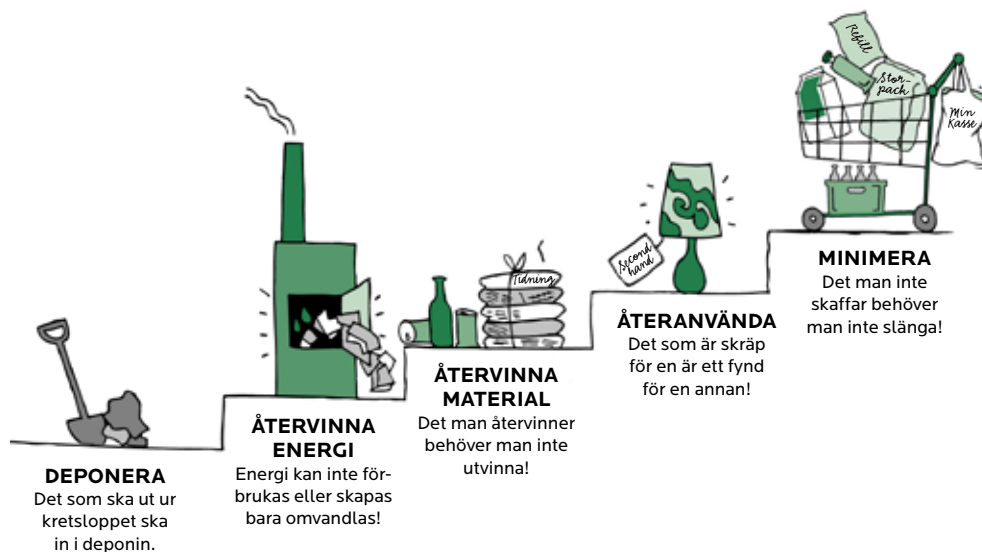 Refill
Stor-
pack
Min
Kasse
Second
hand
Tidning
MINIMERA
Det man inte
skaffar behöver
man inte slänga!
ÅTERANVÄNDA
Det som är skräp
för en är ett fynd
för en annan!
ÅTERVINNA
MATERIAL
Det man återvinner
behöver man inte
utvinna!
ÅTERVINNA
ENERGI
Energi kan inte för-
brukas eller skapas
bara omvandlas!
DEPONERA
Det som ska ut ur
kretsloppet ska
in i deponin.